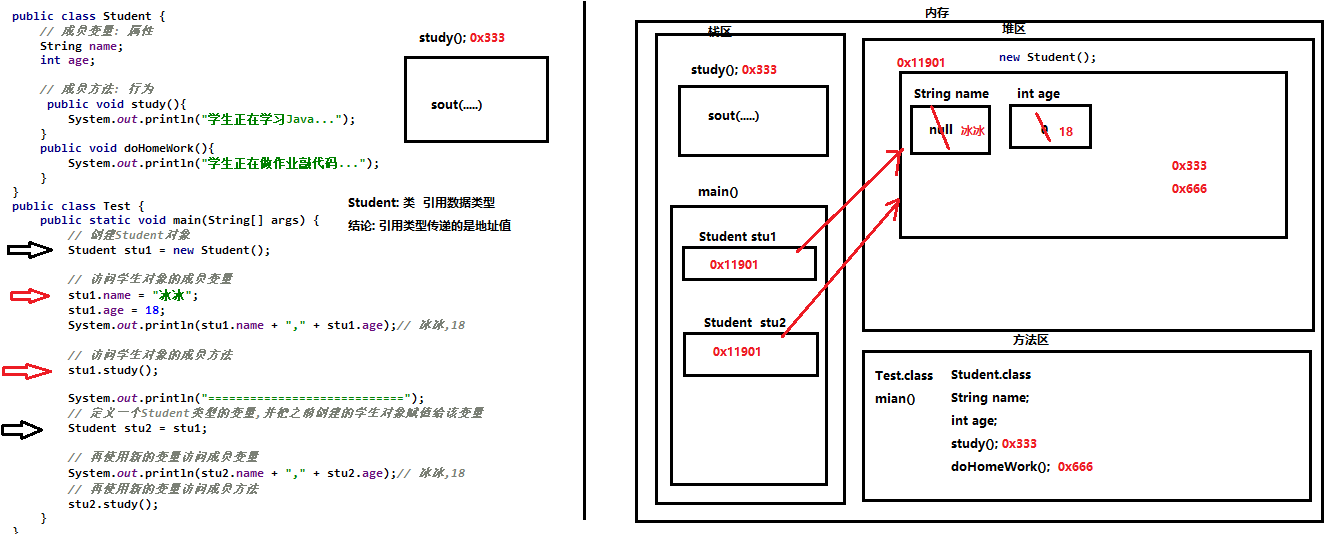 public class Student {
// 成员变量: 属性
String name;
int age;
// 成员方法: 行为
public void study(){
System.out.println("学生正在学习Java...");
}
public void doHomeWork(){
System.out.println("学生正在做作业敲代码...");
}
}
public class Test {
public static void main(String[] args) {
// 创建Student对象
Student stu1 = new Student();
// 访问学生对象的成员变量
stu1.name = "冰冰";
stu1.age = 18;
System.out.println(stu1.name + "," + stu1.age);// 冰冰,18
// 访问学生对象的成员方法
stu1.study();
System.out.println("============================");
// 定义一个Student类型的变量,并把之前创建的学生对象赋值给该变量
Student stu2 = stu1;
// 再使用新的变量访问成员变量
System.out.println(stu2.name + "," + stu2.age);// 冰冰,18
// 再使用新的变量访问成员方法
stu2.study();
}
}
study(); 0x333
sout(.....)
Student: 类 引用数据类型
结论: 引用类型传递的是地址值
内存
栈区
study(); 0x333
sout(.....)
main()
Student stu1
0x11901
Student stu2
0x11901
堆区
new Student();
0x11901
String name
int age
null 冰冰
0 18
0x333
0x666
方法区
Test.class
mian()
Student.class
String name;
int age;
study(); 0x333
doHomeWork(); 0x666